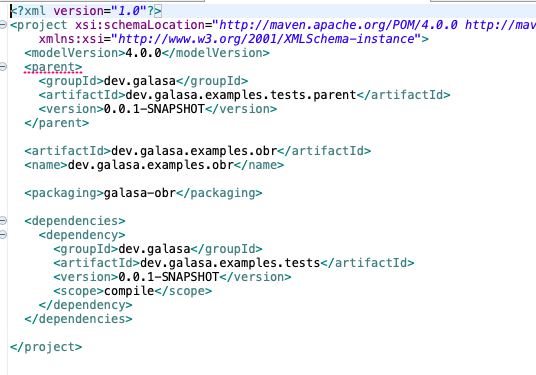 <?xml version="1.0"?>
<project xsi:schemaLocation="http://maven.apache.org/POM/4.0.0 http://mav
    xmlns:xsi="http://www.w3.org/2001/XMLSchema-instance">
  <modelVersion>4.0.0</modelVersion>
  <parent>
    <groupId>dev.galasa</groupId>
    <artifactId>dev.galasa.examples.tests.parent</artifactId>
    <version>0.0.1-SNAPSHOT</version>
  </parent>

  <artifactId>dev.galasa.examples.obr</artifactId>
  <name>dev.galasa.examples.obr</name>

  <packaging>galasa-obr</packaging>

  <dependencies>
    <dependency>
      <groupId>dev.galasa</groupId>
      <artifactId>dev.galasa.examples.tests</artifactId>
      <version>0.0.1-SNAPSHOT</version>
      <scope>compile</scope>
    </dependency>
  </dependencies>

</project>